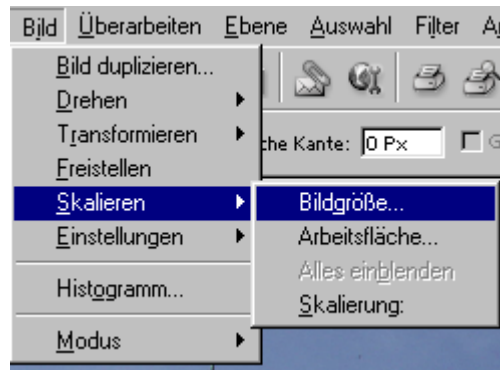 Bild Überarbeiten Ebene Auswahl Filter
Bild duplizieren...
Drehen
Transformieren
che Kante: 0 Px
Freistellen
Skalieren
Bildgröße...
Einstellungen
Arbeitsfläche...
Alles einblenden
Histogramm...
Skalierung:
Modus